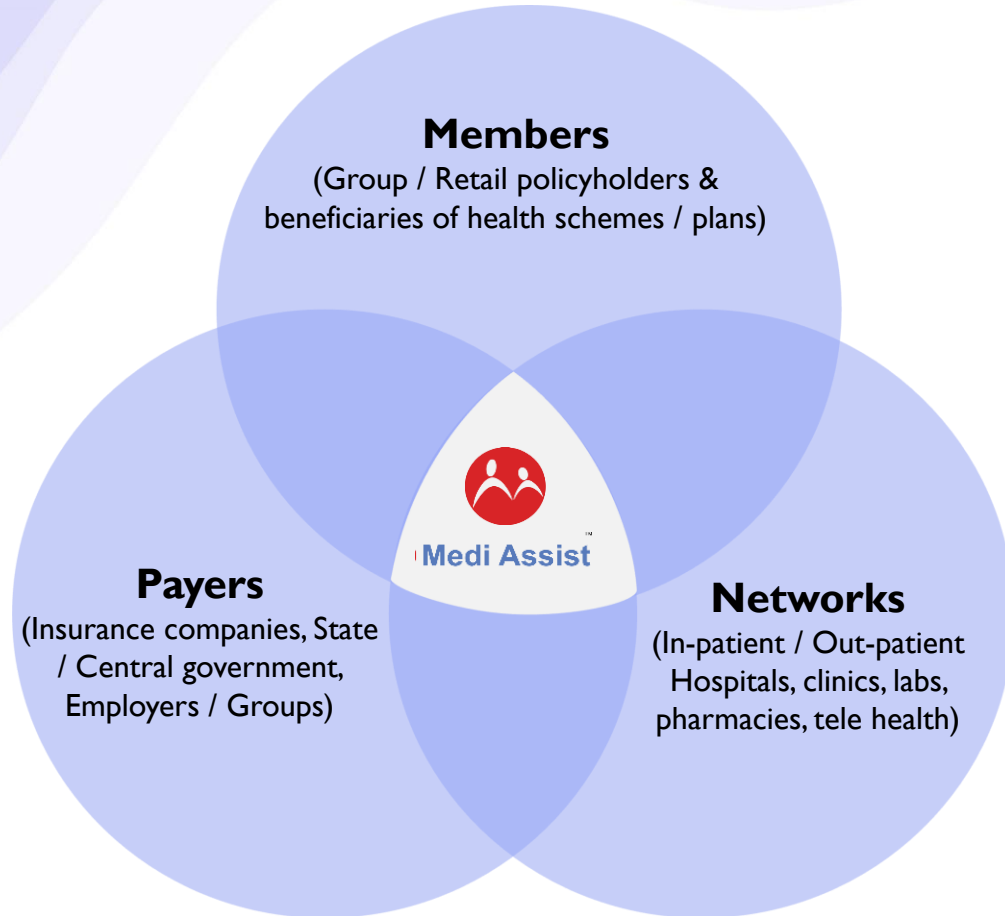 Members
(Group / Retail policyholders &
beneficiaries of health schemes / plans)
Medi Assist™
Payers
(Insurance companies, State
/ Central government,
Employers / Groups)
Networks
(In-patient / Out-patient
Hospitals, clinics, labs,
pharmacies, tele health)